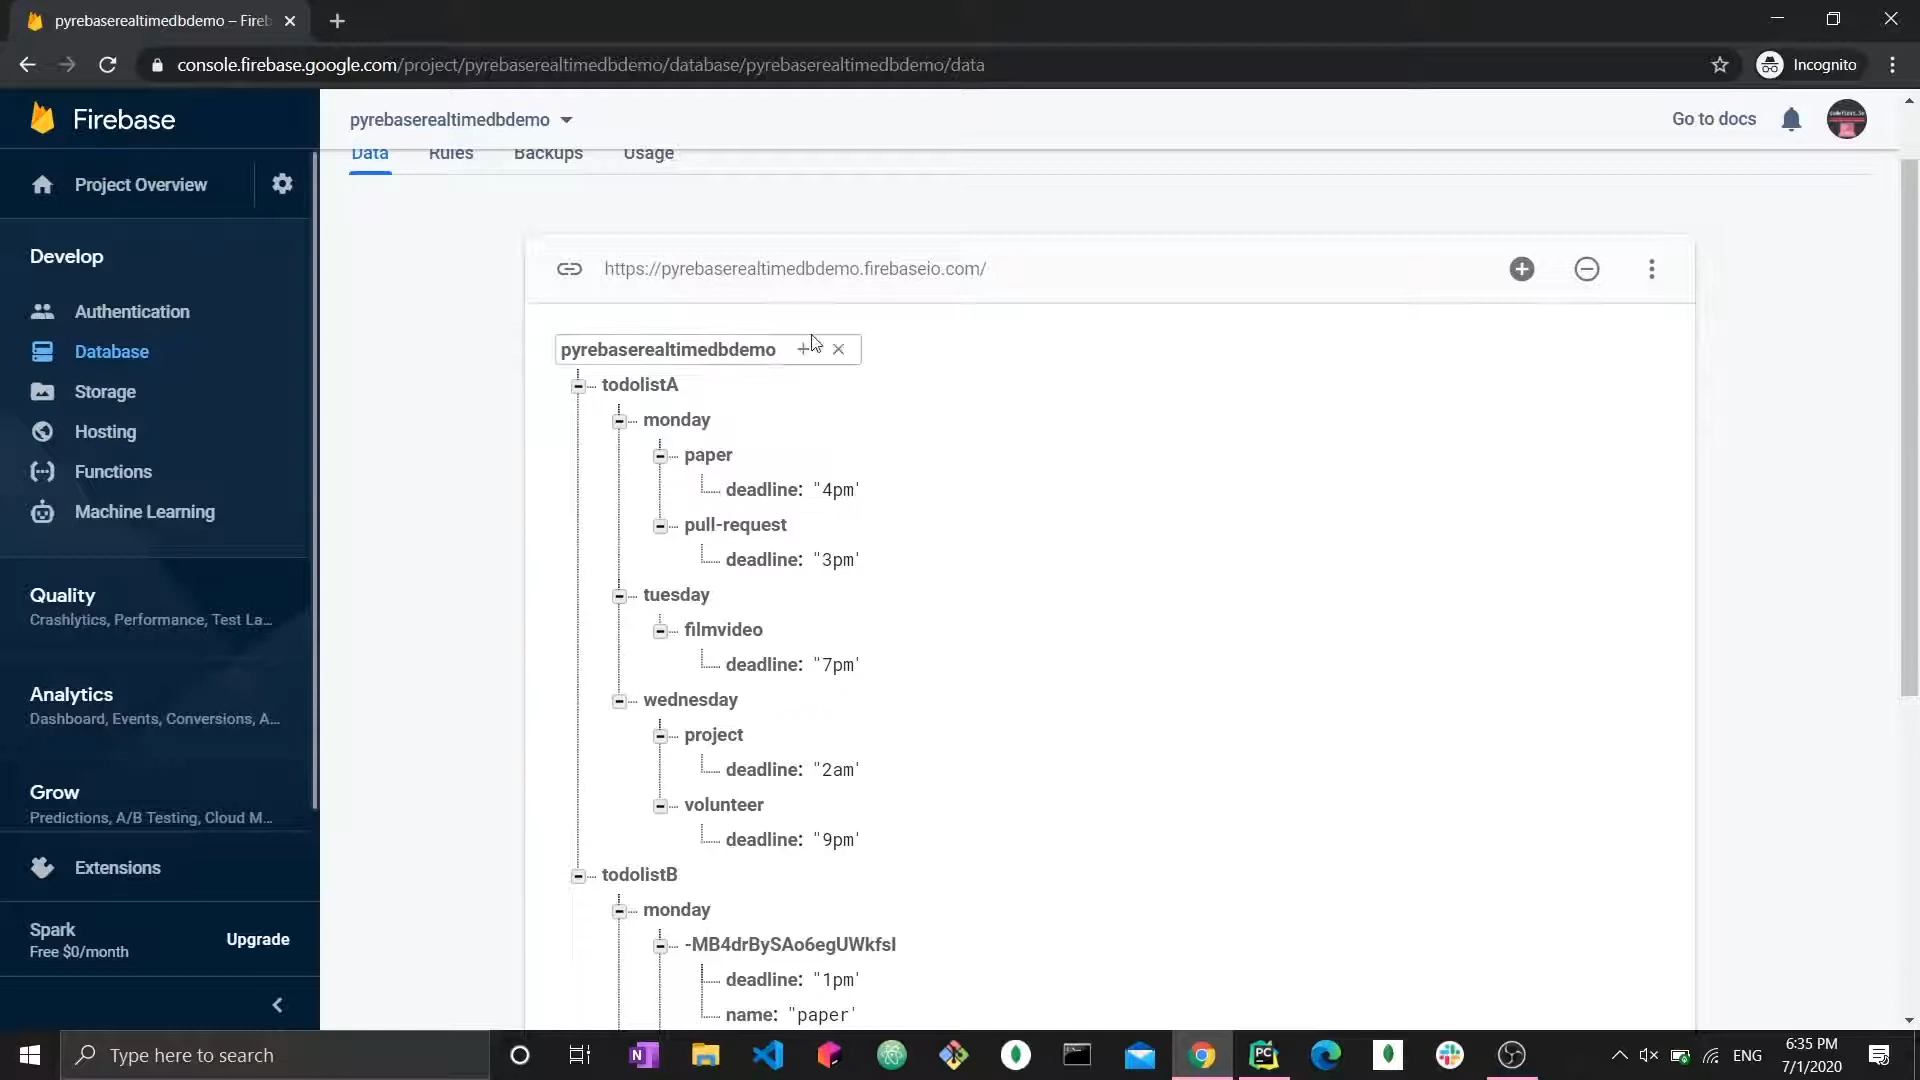 pyrebaserealtimedbdemo – Fireb
console.firebase.google.com/project/pyrebaserealtimedbdemo/database/pyrebaserealtimedbdemo/data
Incognito
Firebase
pyrebaserealtimedbdemo
Go to docs
Project Overview
Data Rules Backups Usage
Develop
Authentication
Database
Storage
Hosting
Functions
Machine Learning
Quality
Crashlytics, Performance, Test La...
Analytics
Dashboard, Events, Conversions, A...
Grow
Predictions, A/B Testing, Cloud M...
Extensions
Spark
Free $0/month
Upgrade
https://pyrebaserealtimedbdemo.firebaseio.com/
pyrebaserealtimedbdemo
todolistA
monday
paper
deadline: "4pm'
pull-request
deadline: "3pm'
tuesday
filmvideo
deadline: "7pm'
wednesday
project
deadline: "2am'
volunteer
deadline: "9pm'
todolistB
monday
-MB4drBySAo6egUWkfsI
deadline: "1pm'
name: "paper'
Type here to search
ENG
6:35 PM
7/1/2020